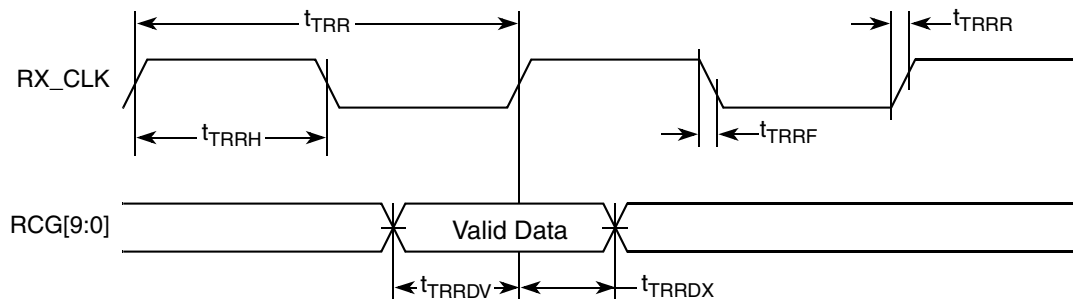 tTRR
tTRRR
RX_CLK
tTRRH
tTRRF
RCG[9:0]
Valid Data
tTRRDV
tTRRDX